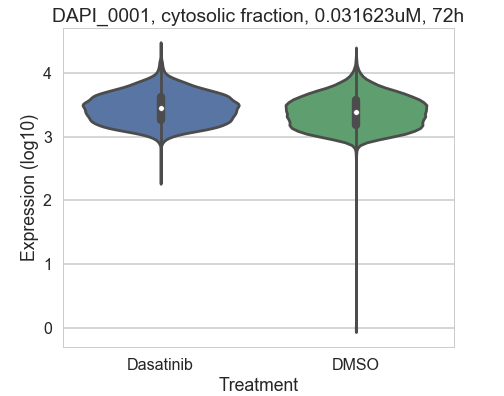 DAPI_0001, cytosolic fraction, 0.031623uM, 72h
Expression (log10)
4
3
2
1
0
Dasatinib
DMSO
Treatment